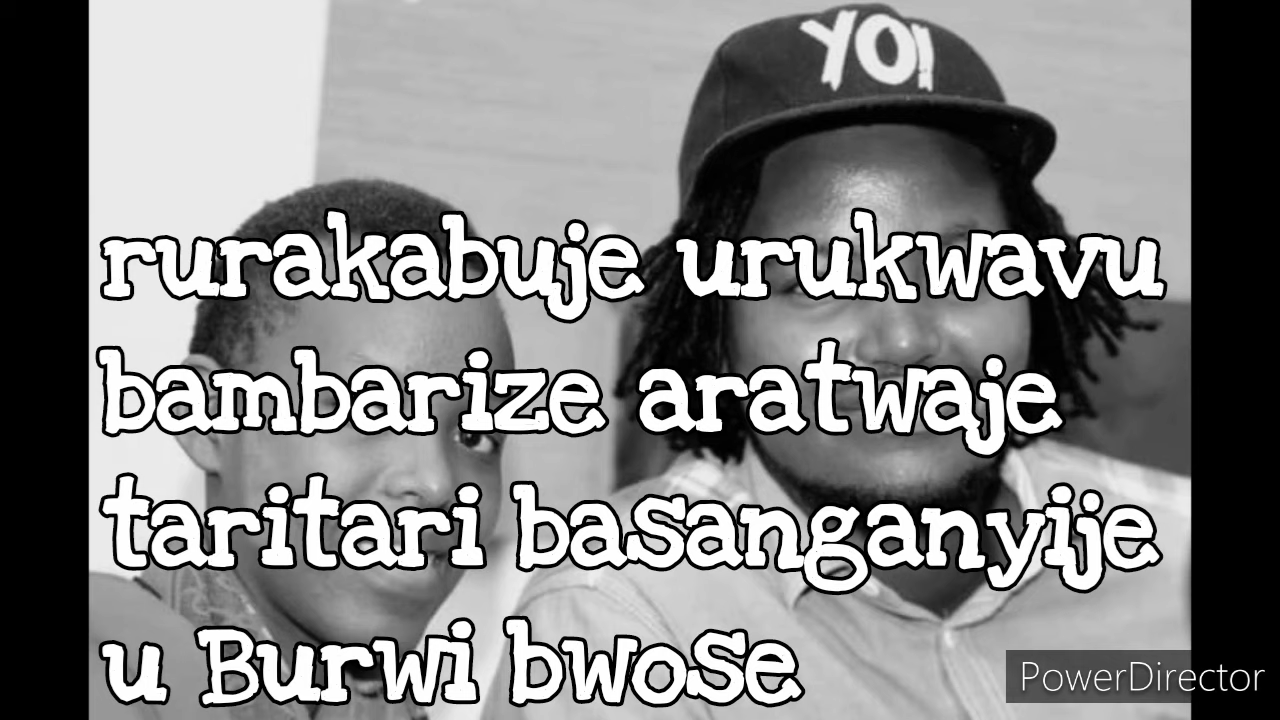 YO!
rurakabuje urukwavu
bambarize aratwaje
taritari basanganyije
u Burwi bwose
PowerDirector